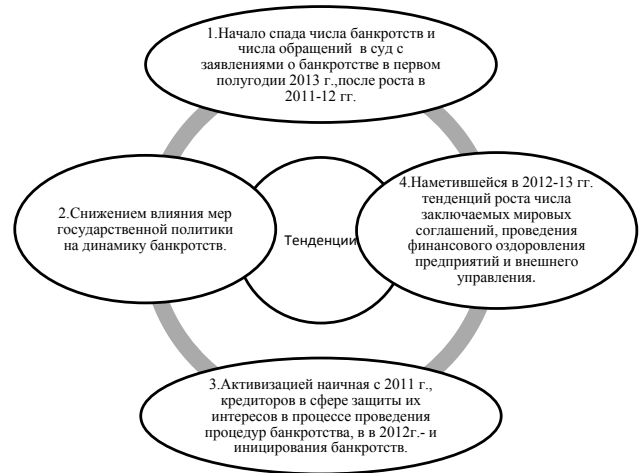 1.Начало спада числа банкротств и
числа обращений в суд с
заявлениями о банкротстве в первом
полугодии 2013 г.,после роста в
2011-12 гг.
2.Снижением влияния мер
государственной политики
на динамику банкротств.
Тенденции
4.Наметившейся в 2012-13 гг.
тенденций роста числа
заключаемых мировых
соглашений, проведения
финансового оздоровления
предприятий и внешнего
управления.
3.Активизацией наичная с 2011 г.,
кредиторов в сфере защиты их
интересов в процессе проведения
процедур банкротства, в в 2012г.- и
иницирования банкротств.